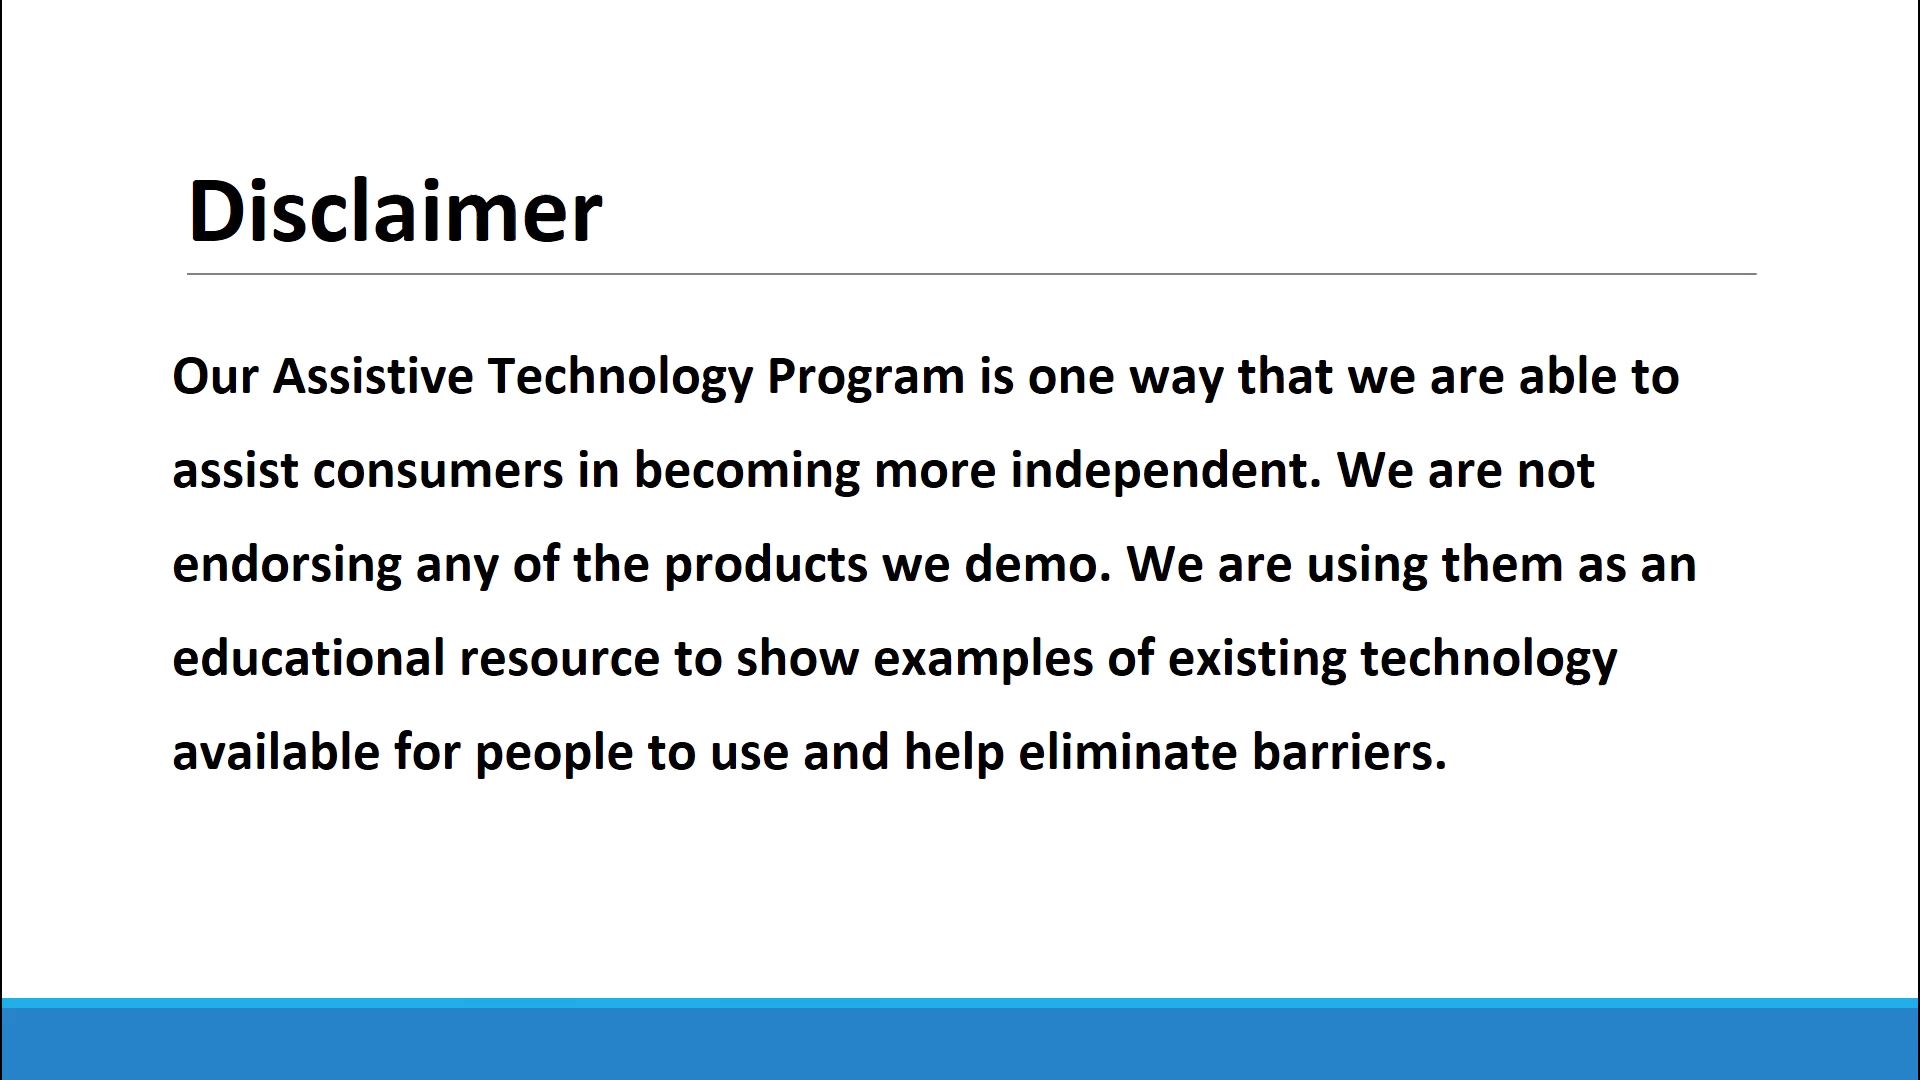 Disclaimer
Our Assistive Technology Program is one way that we are able to
assist consumers in becoming more independent. We are not
endorsing any of the products we demo. We are using them as an
educational resource to show examples of existing technology
available for people to use and help eliminate barriers.